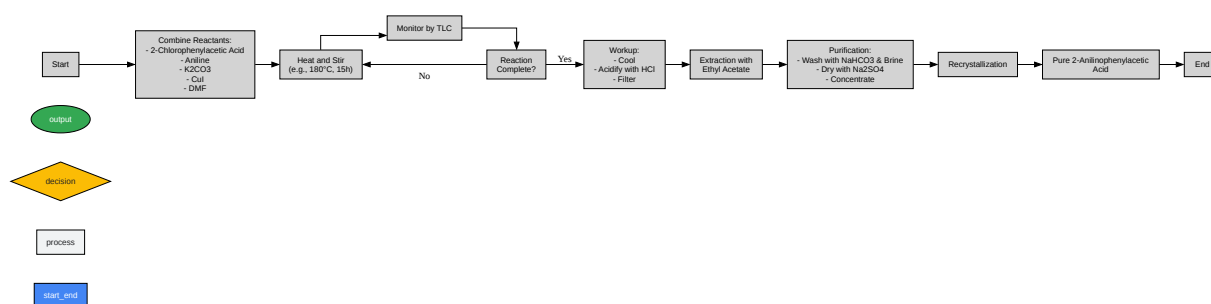 Start
Combine Reactants:
- 2-Chlorophenylacetic Acid
- Aniline
- K2CO3
- CuI
- DMF
Heat and Stir
(e.g., 180°C, 15h)
Monitor by TLC
Reaction
Complete?
No
Yes
Workup:
- Cool
- Acidify with HCl
- Filter
Extraction with
Ethyl Acetate
Purification:
- Wash with NaHCO3 & Brine
- Dry with Na2SO4
- Concentrate
Recrystallization
Pure 2-Anilinophenylacetic
Acid
End
output
decision
process
start_end